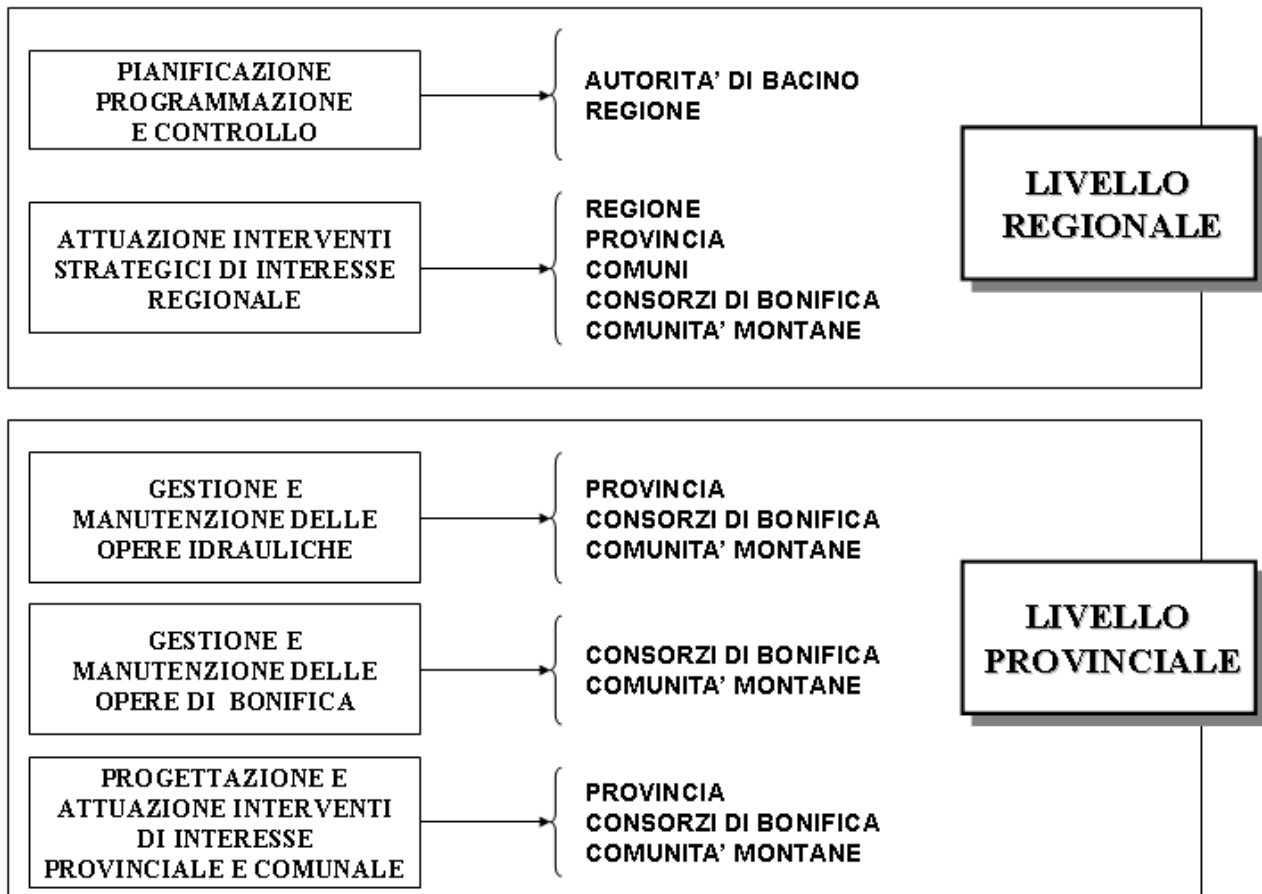 PIANIFICAZIONE
PROGRAMMAZIONE
E CONTROLLO
AUTORITA’ DI BACINO
REGIONE
ATTUAZIONE INTERVENTI
STRATEGICI DI INTERESSE
REGIONALE
REGIONE
PROVINCIA
COMUNI
CONSORZI DI BONIFICA
COMUNITA’ MONTANE
LIVELLO
REGIONALE
GESTIONE E
MANUTENZIONE DELLE
OPERE IDRAULICHE
PROVINCIA
CONSORZI DI BONIFICA
COMUNITA’ MONTANE
GESTIONE E
MANUTENZIONE DELLE
OPERE DI BONIFICA
CONSORZI DI BONIFICA
COMUNITA’ MONTANE
PROGETTAZIONE E
ATTUAZIONE INTERVENTI
DI INTERESSE
PROVINCIALE E COMUNALE
PROVINCIA
CONSORZI DI BONIFICA
COMUNITA’ MONTANE
LIVELLO
PROVINCIALE